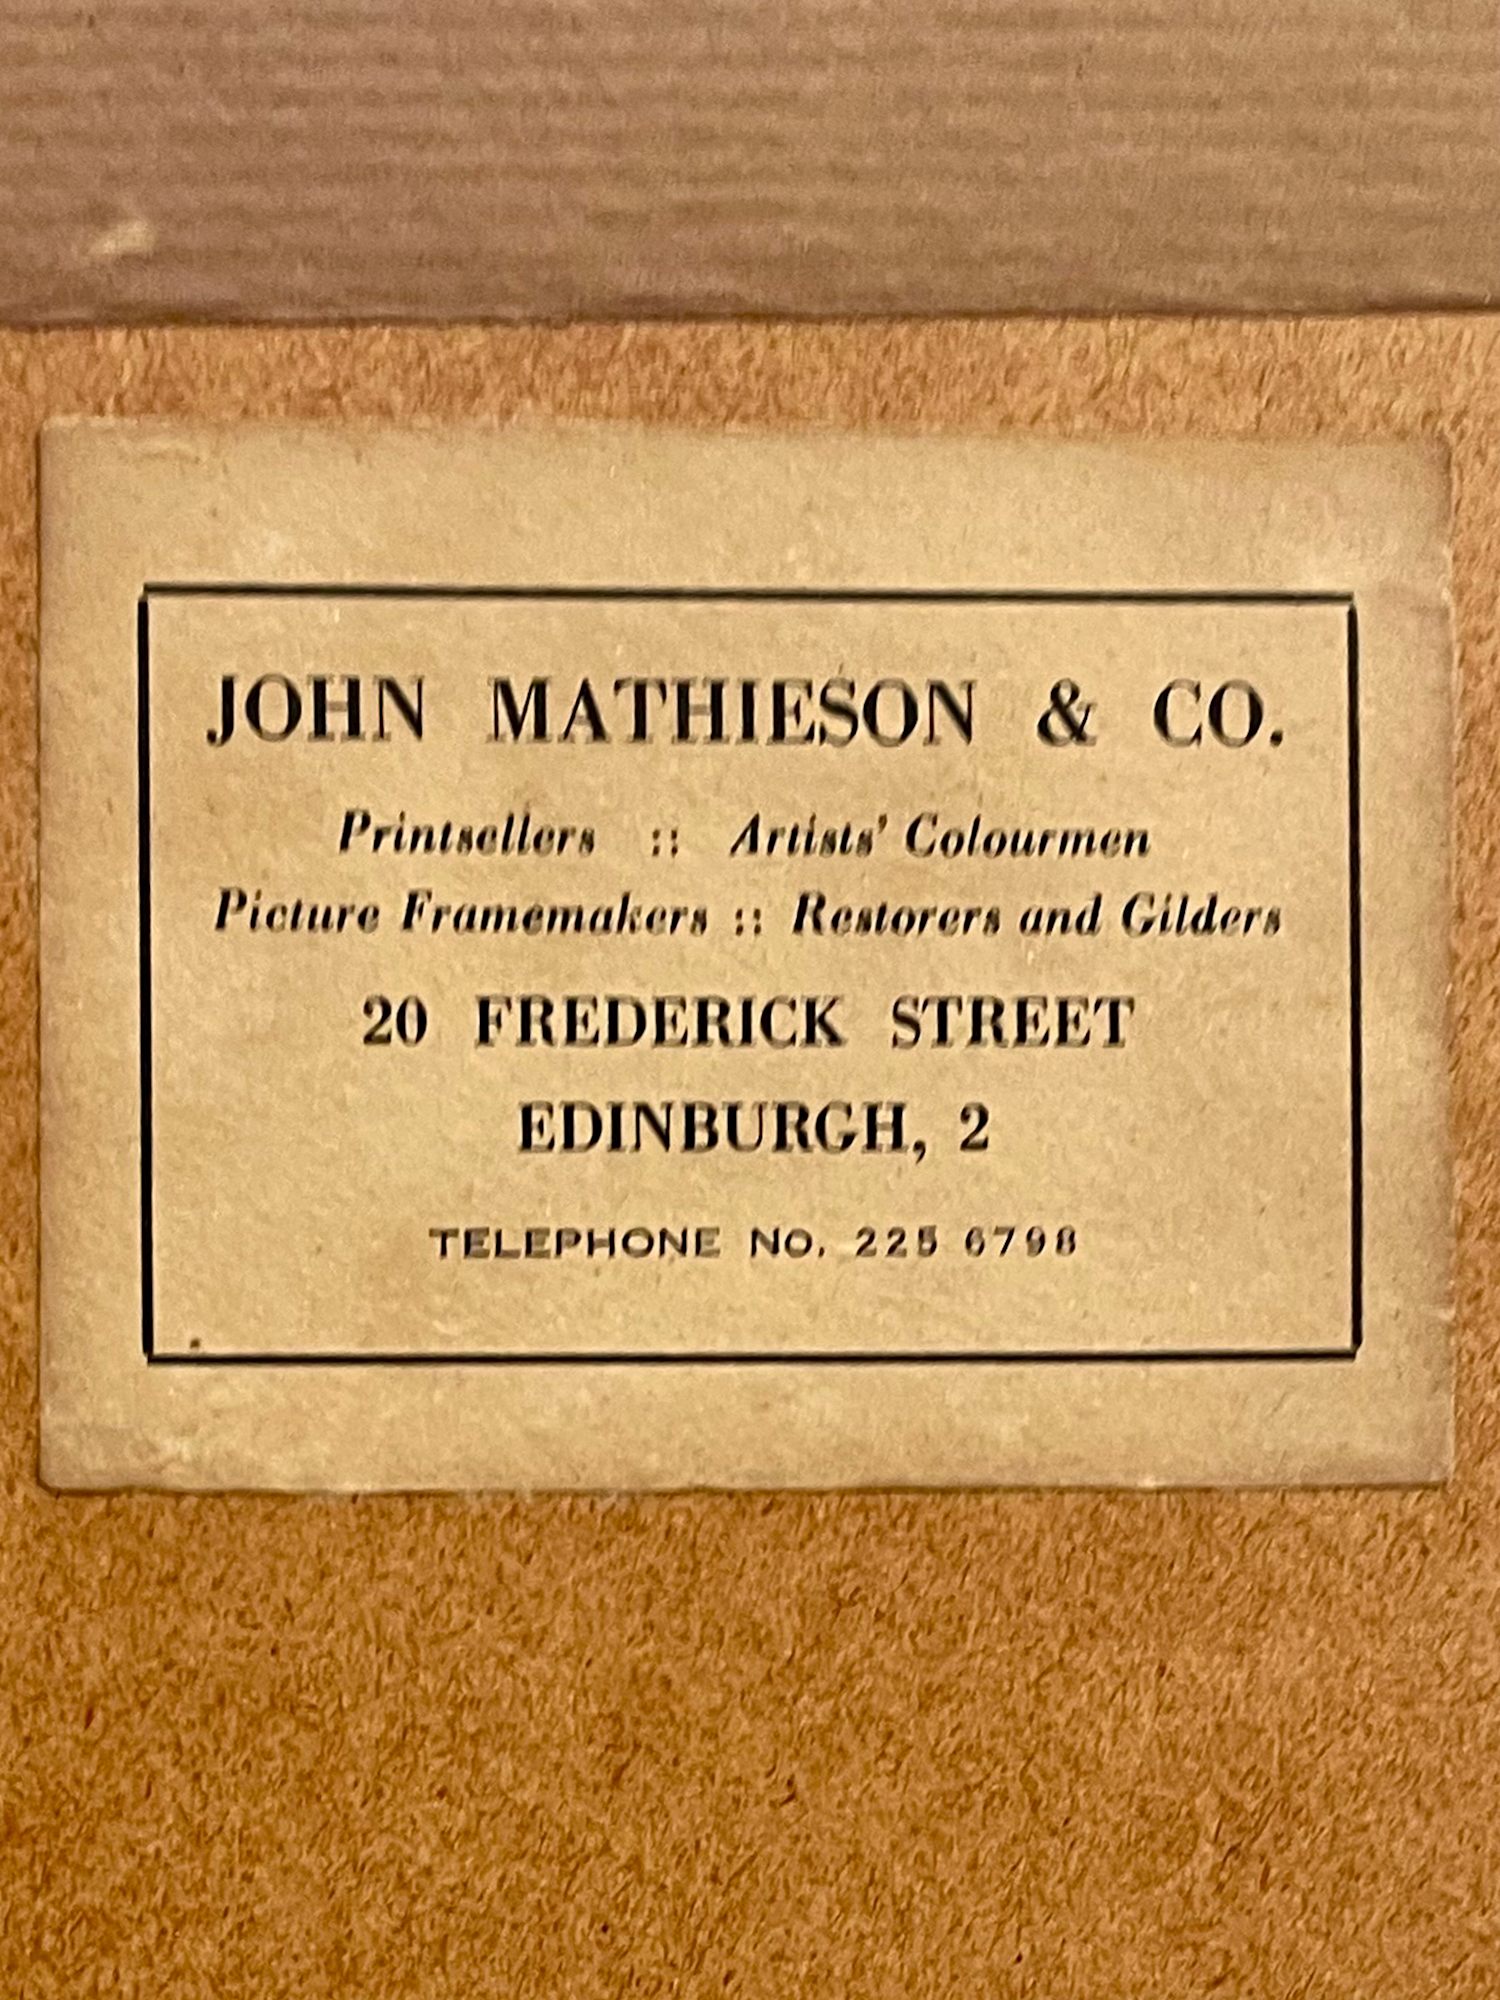 JOHN MATHIESON & CO.
Printsellers :: Artists' Colourmen
Picture Framemakers :: Restorers and Gilders
20 FREDERICK STREET
EDINBURGH, 2
TELEPHONE NO. 225 6798